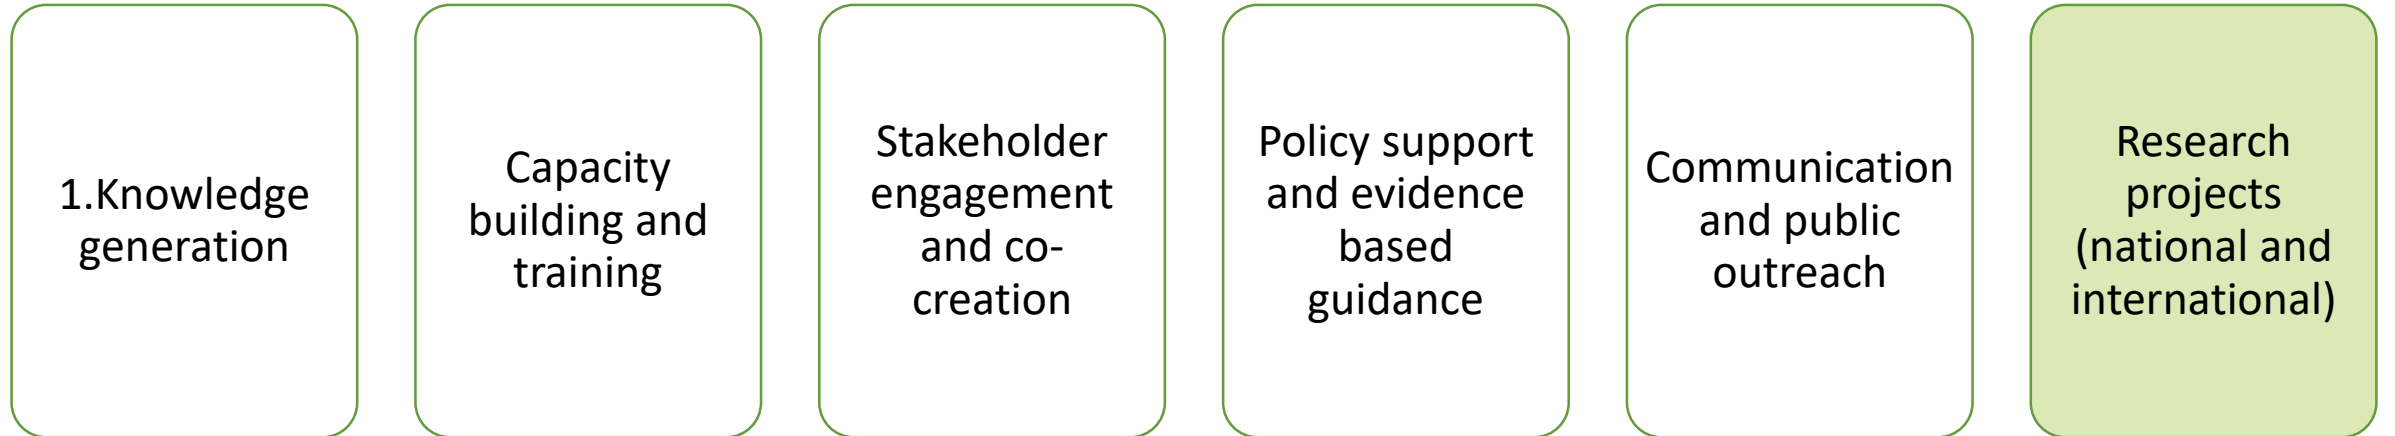 1.Knowledge
generation
Capacity
building and
training
Stakeholder
engagement
and co-
creation
Policy support
and evidence
based
guidance
Communication
and public
outreach
Research
projects
(national and
international)